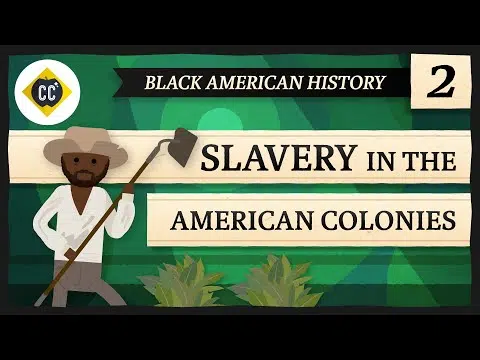 CC
BLACK AMERICAN HISTORY
2
SLAVERY IN THE
AMERICAN COLONIES